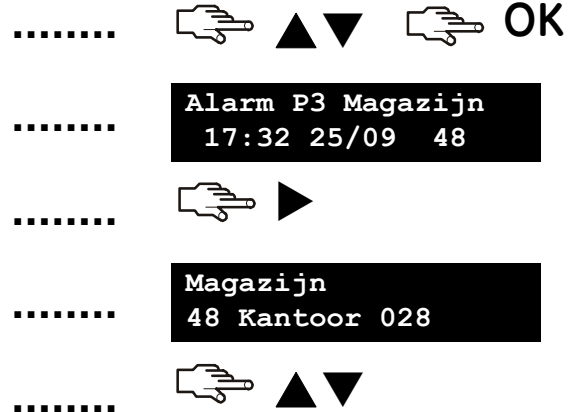 ........ ▲▼ OK
........ Alarm P3 Magazijn
17:32 25/09 48
........ ▶
........ Magazijn
48 Kantoor 028
........ ▲▼